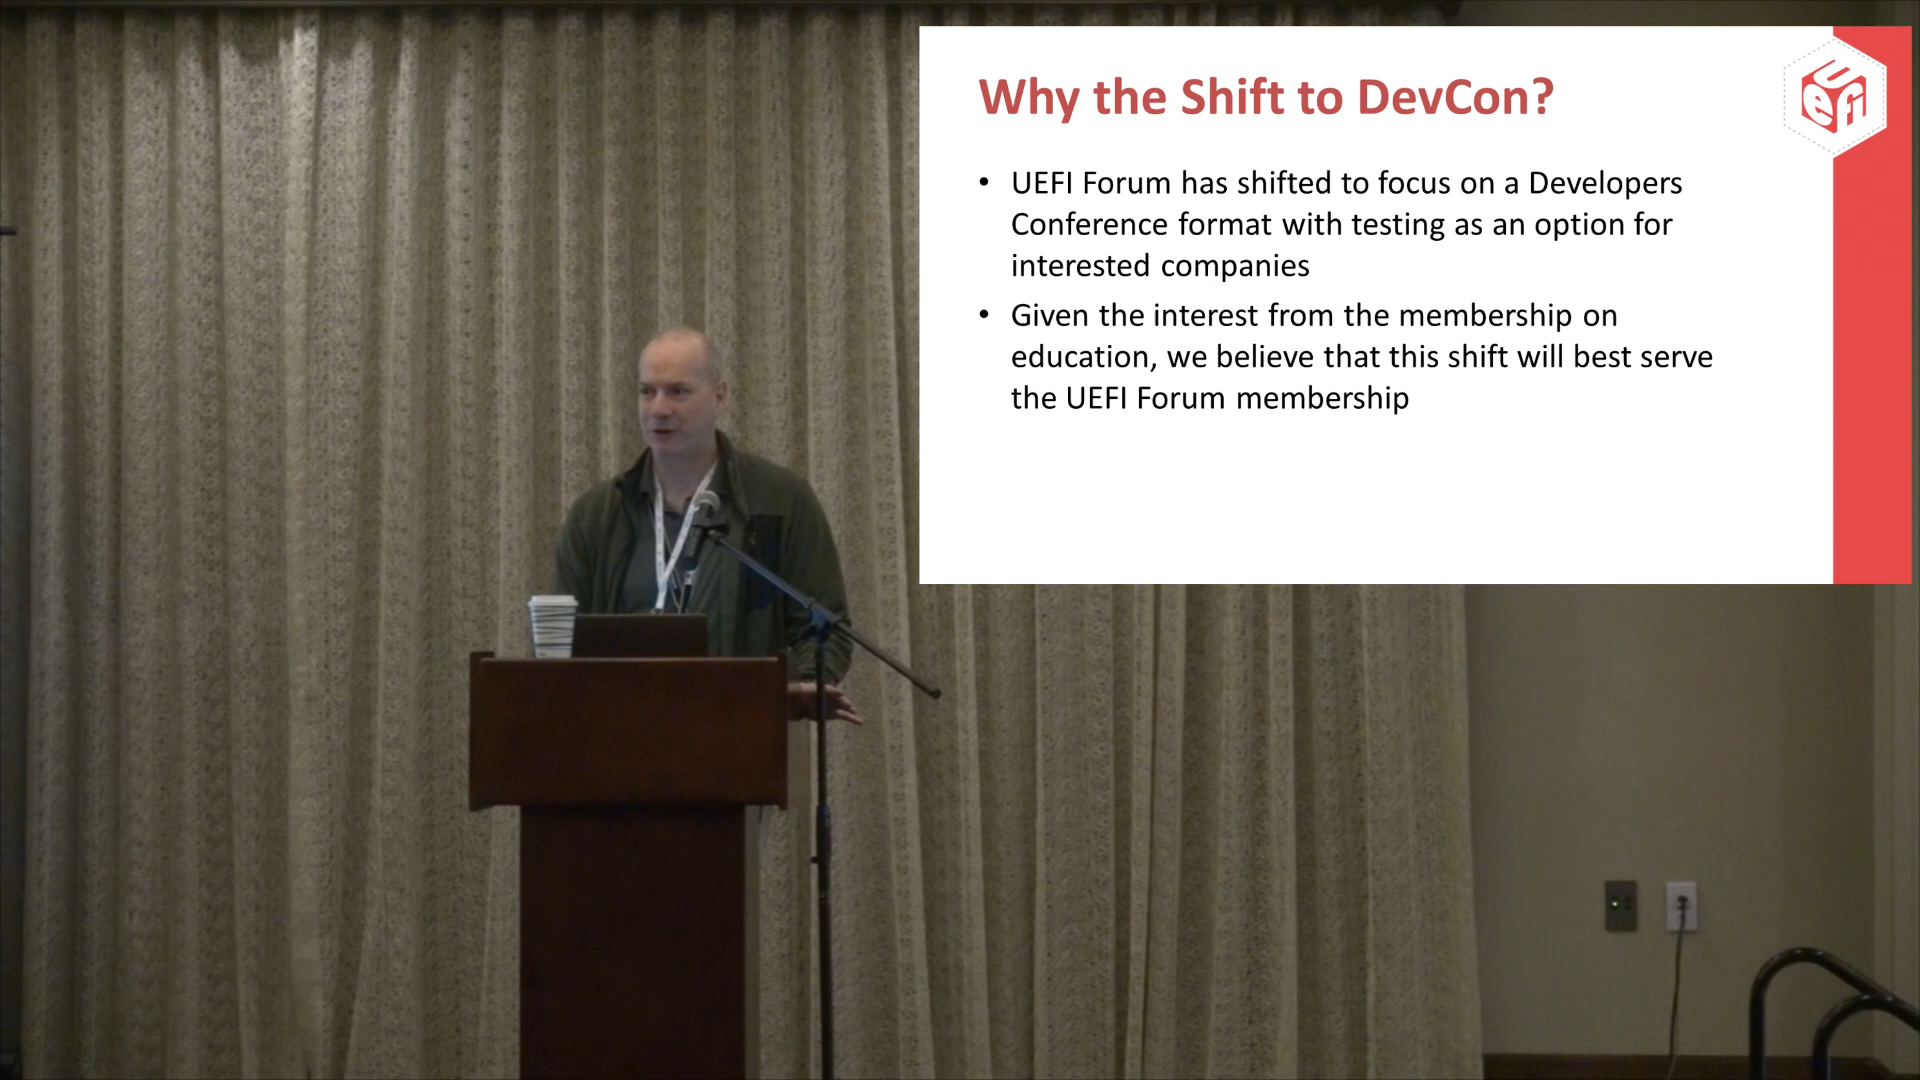 Why the Shift to DevCon?
• UEFI Forum has shifted to focus on a Developers
Conference format with testing as an option for
interested companies
• Given the interest from the membership on
education, we believe that this shift will best serve
the UEFI Forum membership
UEFI